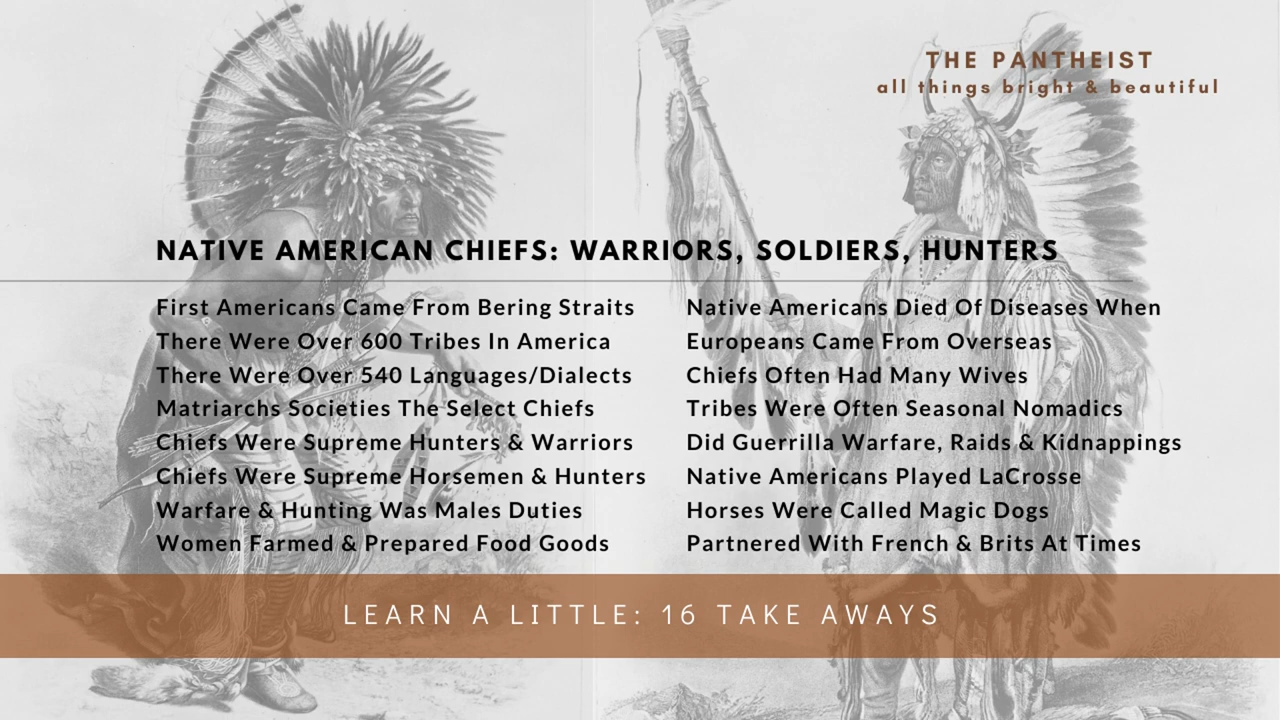 THE PANTHEIST
all things bright & beautiful
NATIVE AMERICAN CHIEFS: WARRIORS, SOLDIERS, HUNTERS
First Americans Came From Bering Straits
There Were Over 600 Tribes In America
There Were Over 540 Languages/Dialects
Matriarchs Societies The Select Chiefs
Chiefs Were Supreme Hunters & Warriors
Chiefs Were Supreme Horsemen & Hunters
Warfare & Hunting Was Males Duties
Women Farmed & Prepared Food Goods
Native Americans Died Of Diseases When
Europeans Came From Overseas
Chiefs Often Had Many Wives
Tribes Were Often Seasonal Nomadics
Did Guerrilla Warfare, Raids & Kidnappings
Native Americans Played LaCrosse
Horses Were Called Magic Dogs
Partnered With French & Brits At Times
LEARN A LITTLE: 16 TAKE AWAYS